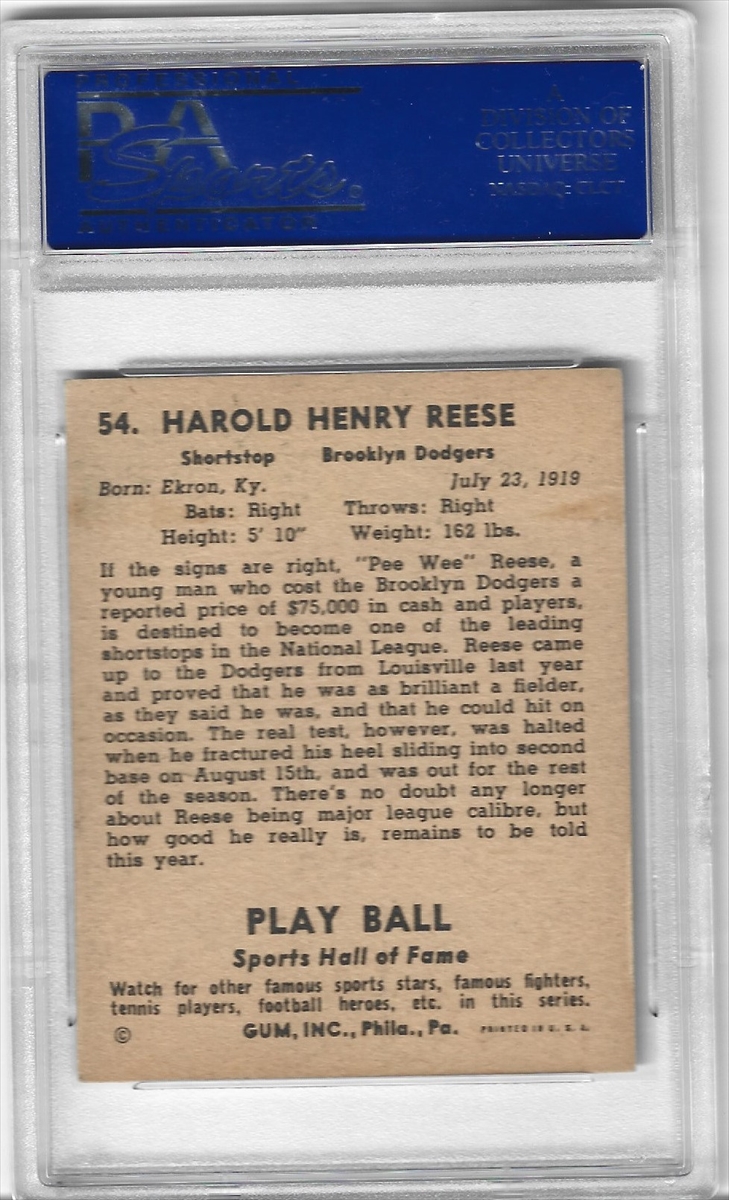 PROFESSIONAL
PSA
Sports
AUTHENTICATOR
A
DIVISION OF
COLLECTORS
UNIVERSE
NASDAQ-CLCT
54. HAROLD HENRY REESE
Shortstop Brooklyn Dodgers
Born: Ekron, Ky. July 23, 1919
Bats: Right Throws: Right
Height: 5' 10" Weight: 162 lbs.
If the signs are right, "Pee Wee" Reese, a
young man who cost the Brooklyn Dodgers a
reported price of $75,000 in cash and players,
is destined to become one of the leading
shortstops in the National League. Reese came
up to the Dodgers from Louisville last year
and proved that he was as brilliant a fielder,
as they said he was, and that he could hit on
occasion. The real test, however, was halted
when he fractured his heel sliding into second
base on August 15th, and was out for the rest
of the season. There's no doubt any longer
about Reese being major league calibre, but
how good he really is, remains to be told
this year.
PLAY BALL
Sports Hall of Fame
Watch for other famous sports stars, famous fighters,
tennis players, football heroes, etc. in this series.
© GUM, INC., Phila., Pa. PRINTED IN U. S. A.